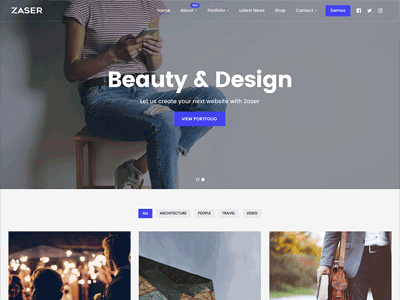 ZASER
Home About Portfolio Latest News Shop Contact Demos
Beauty & Design
Let us create your next website with Zaser
VIEW PORTFOLIO
ALL ARCHITECTURE PEOPLE TRAVEL VIDEO